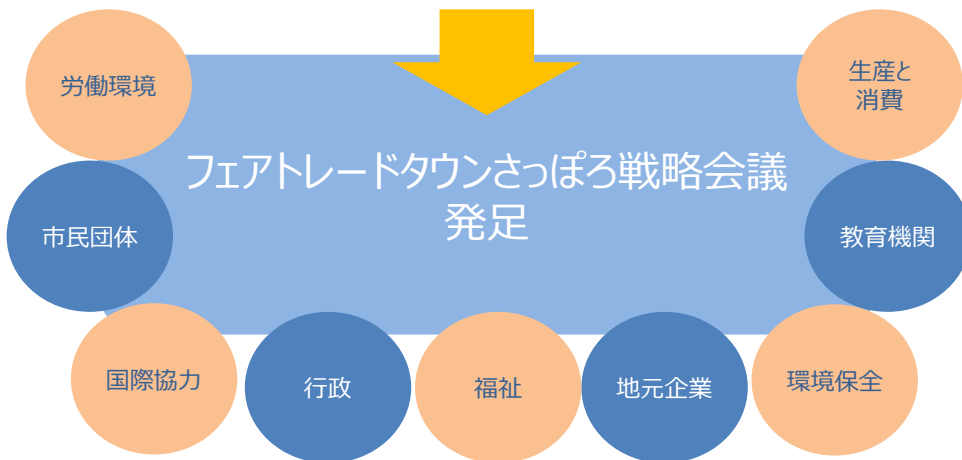 労働環境
生産と
消費
フェアトレードタウンさっぽろ戦略会議
発足
市民団体
教育機関
国際協力
行政
福祉
地元企業
環境保全